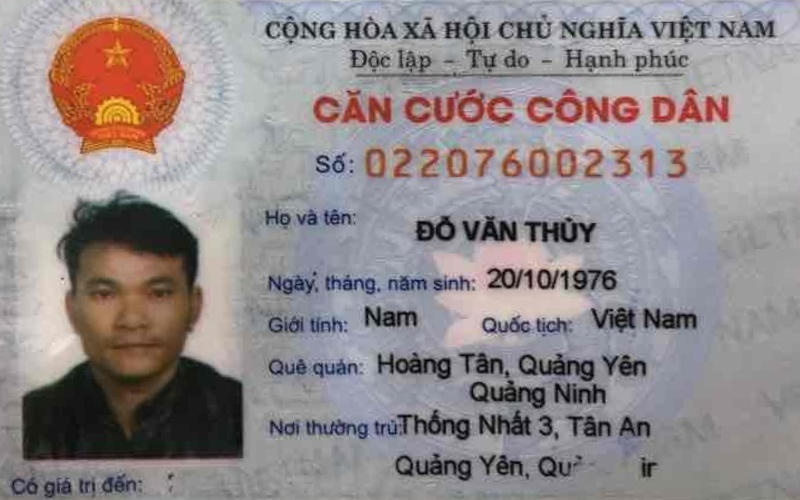 CỘNG HÒA XÃ HỘI CHỦ NGHĨA VIỆT NAM
Độc lập - Tự do - Hạnh phúc
CĂN CƯỚC CÔNG DÂN
Số: 022076002313
Họ và tên:
ĐỖ VĂN THỦY
Ngày, tháng, năm sinh: 20/10/1976
Giới tính: Nam Quốc tịch: Việt Nam
Quê quán: Hoàng Tân, Quảng Yên
Quảng Ninh
Nơi thường trú: Thống Nhất 3, Tân An
Quảng Yên,
Có giá trị đến: